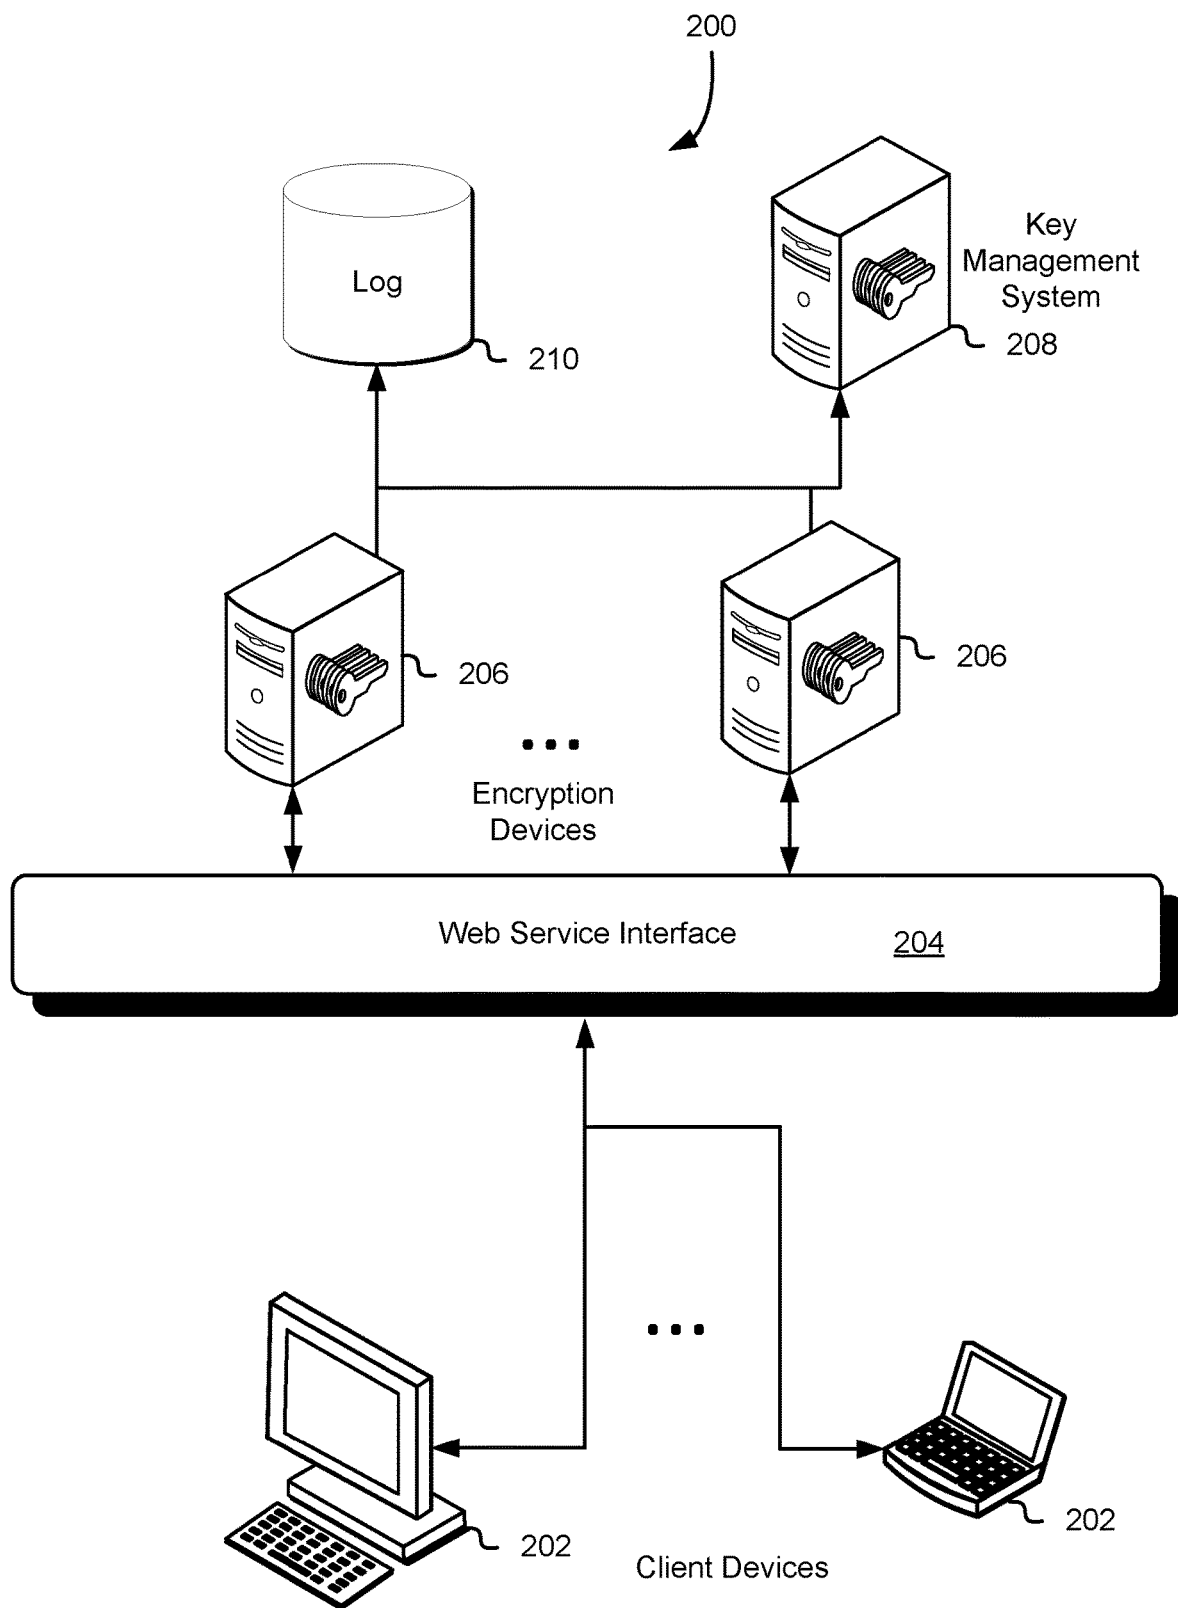 200
Log
210
Key
Management
System
208
206
206
Encryption
Devices
Web Service Interface 204
202
202
Client Devices